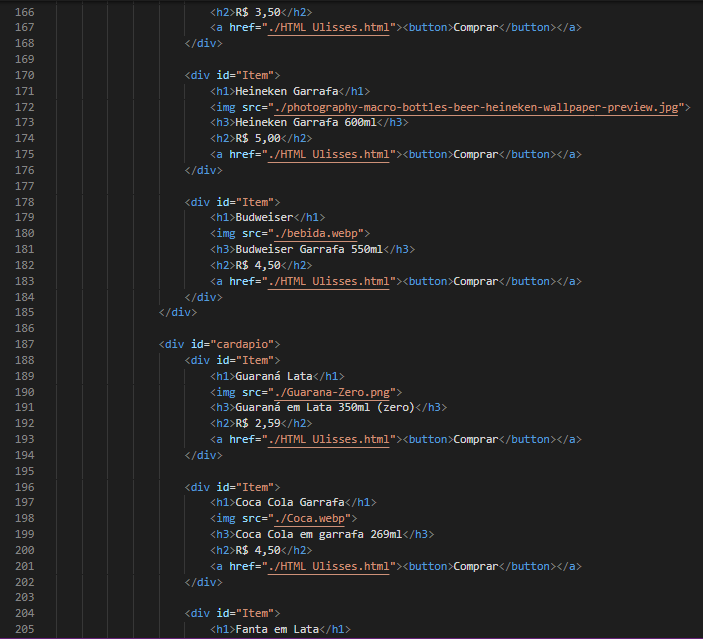 166 <h2>R$ 3,50</h2>
167 <a href="./HTML Ulisses.html"><button>Comprar</button></a>
168 </div>
169
170 <div id="Item">
171 <h1>Heineken Garrafa</h1>
172 <img src="./photography-macro-bottles-beer-heineken-wallpaper-preview.jpg">
173 <h3>Heineken Garrafa 600ml</h3>
174 <h2>R$ 5,00</h2>
175 <a href="./HTML Ulisses.html"><button>Comprar</button></a>
176 </div>
177
178 <div id="Item">
179 <h1>Budweiser</h1>
180 <img src="./bebida.webp">
181 <h3>Budweiser Garrafa 550ml</h3>
182 <h2>R$ 4,50</h2>
183 <a href="./HTML Ulisses.html"><button>Comprar</button></a>
184 </div>
185 </div>
186
187 <div id="cardapio">
188 <div id="Item">
189 <h1>Guaraná Lata</h1>
190 <img src="./Guarana-Zero.png">
191 <h3>Guaraná em Lata 350ml (zero)</h3>
192 <h2>R$ 2,59</h2>
193 <a href="./HTML Ulisses.html"><button>Comprar</button></a>
194 </div>
195
196 <div id="Item">
197 <h1>Coca Cola Garrafa</h1>
198 <img src="./Coca.webp">
199 <h3>Coca Cola em garrafa 269ml</h3>
200 <h2>R$ 4,50</h2>
201 <a href="./HTML Ulisses.html"><button>Comprar</button></a>
202 </div>
203
204 <div id="Item">
205 <h1>Fanta em Lata</h1>